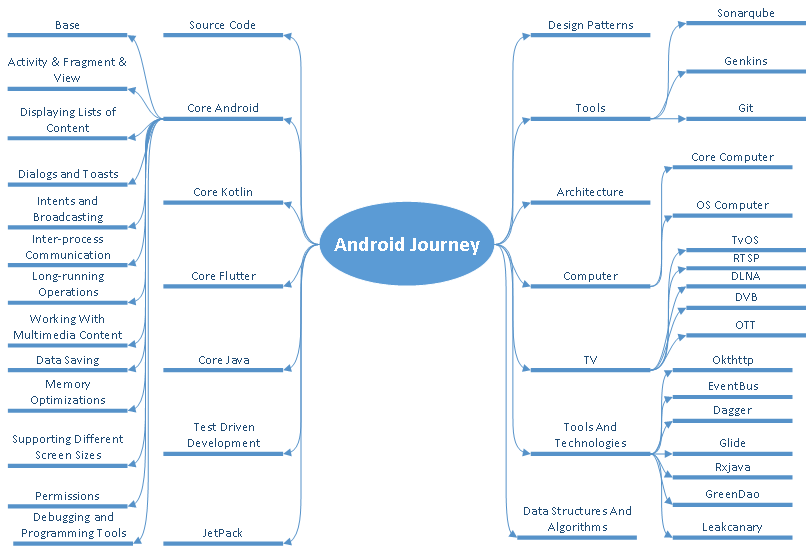 Base
Activity & Fragment &
View
Displaying Lists of
Content
Dialogs and Toasts
Intents and
Broadcasting
Inter-process
Communication
Long-running
Operations
Working With
Multimedia Content
Data Saving
Memory
Optimizations
Supporting Different
Screen Sizes
Permissions
Debugging and
Programming Tools
Source Code
Core Android
Core Kotlin
Core Flutter
Core Java
Test Driven
Development
JetPack
Android Journey
Design Patterns
Tools
Architecture
Computer
TV
Tools And
Technologies
Data Structures And
Algorithms
Sonarqube
Genkins
Git
Core Computer
OS Computer
TvOS
RTSP
DLNA
DVB
OTT
Okthttp
EventBus
Dagger
Glide
Rxjava
GreenDao
Leakcanary